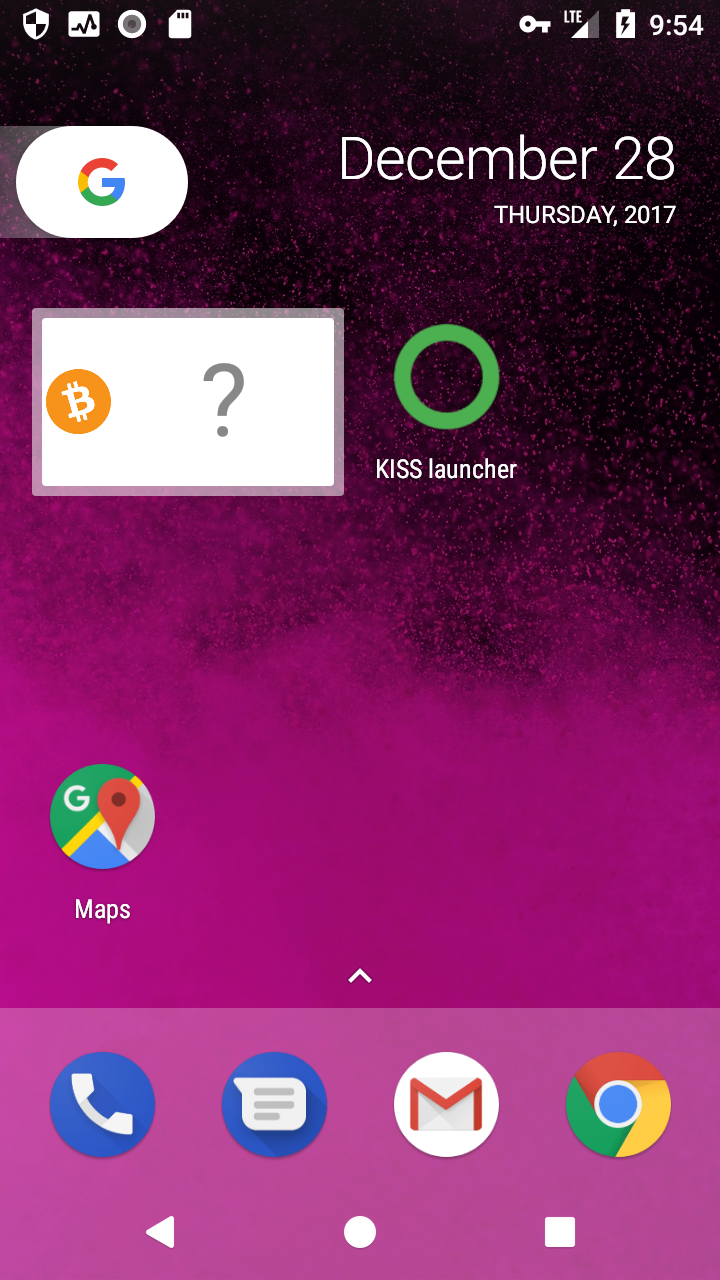 LTE
9:54
G
December 28
THURSDAY, 2017
₿
?
KISS launcher
G
Maps